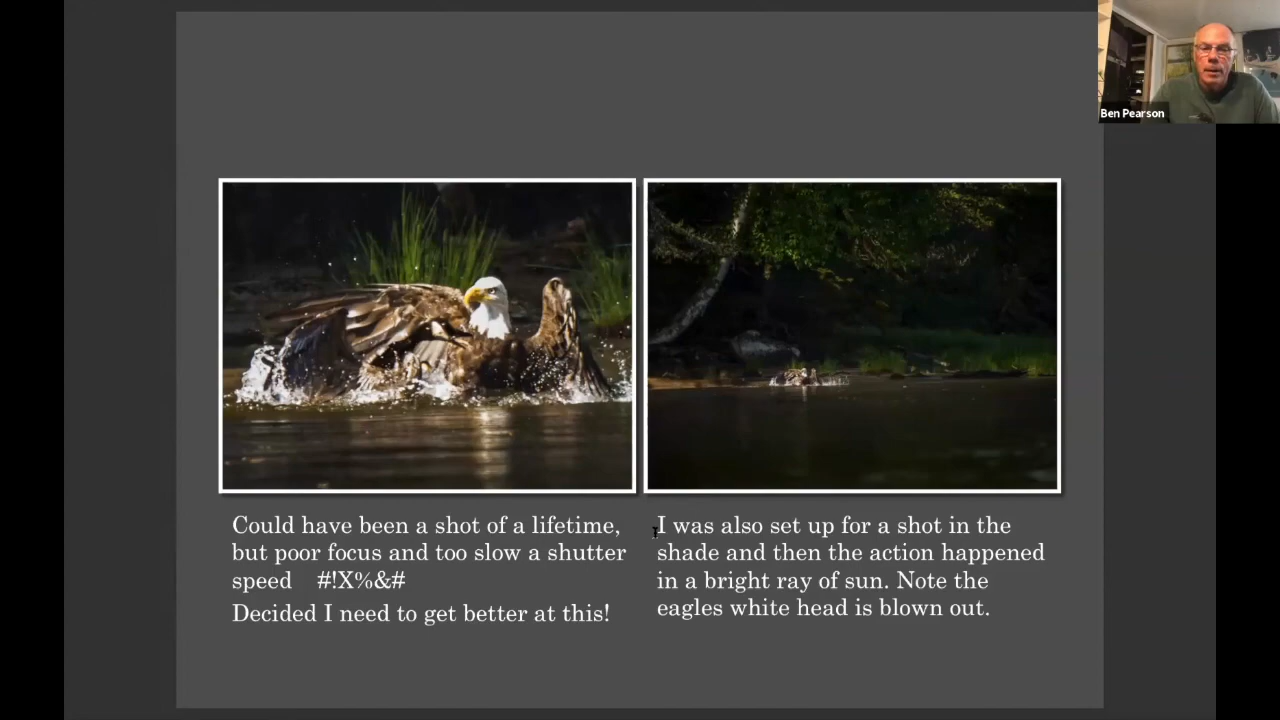 Ben Pearson
Could have been a shot of a lifetime,
but poor focus and too slow a shutter
speed #!X%&#
Decided I need to get better at this!
I was also set up for a shot in the
shade and then the action happened
in a bright ray of sun. Note the
eagles white head is blown out.